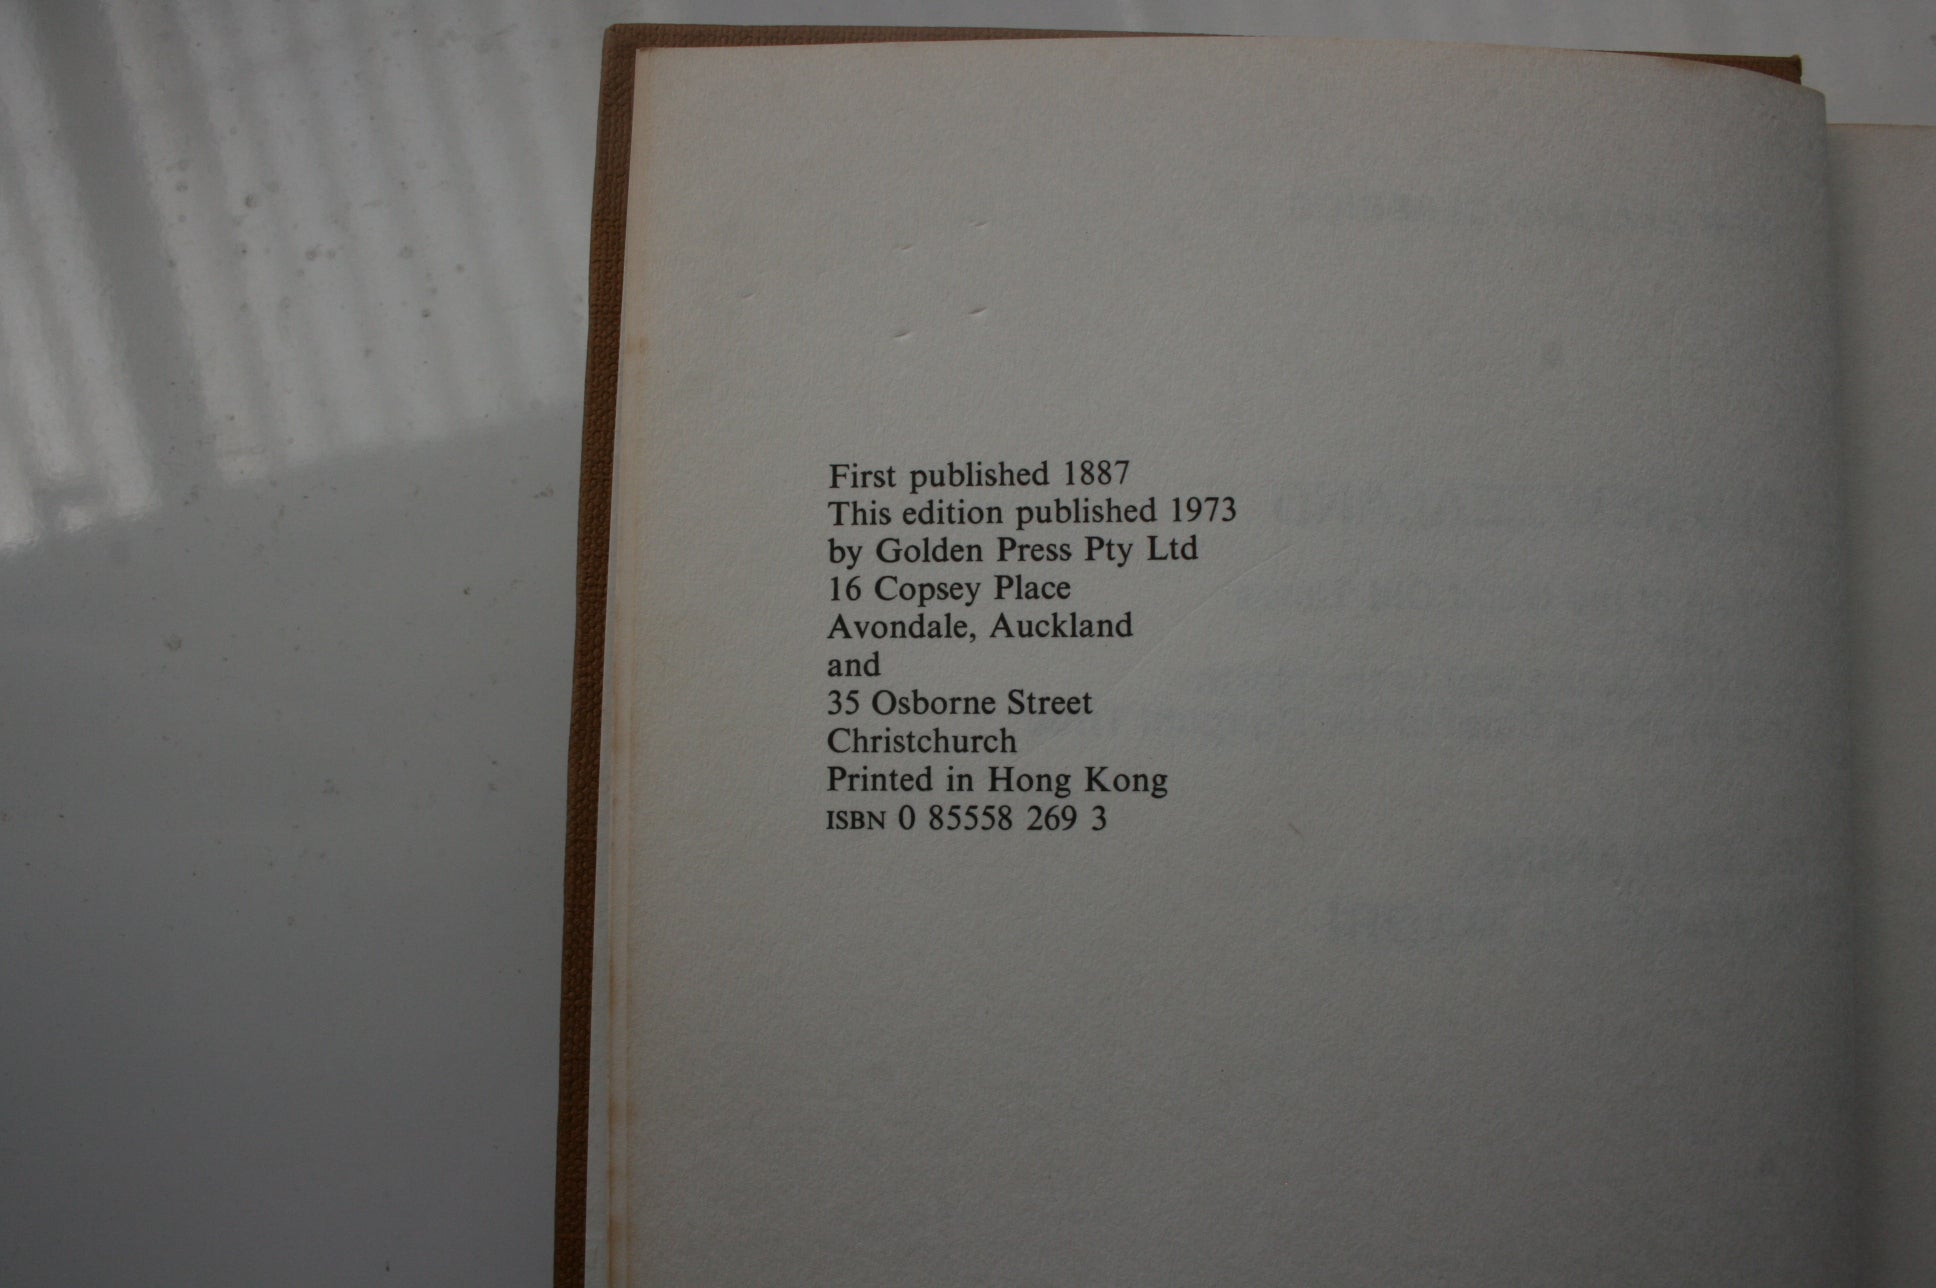 First published 1887
This edition published 1973
by Golden Press Pty Ltd
16 Copsey Place
Avondale, Auckland
and
35 Osborne Street
Christchurch
Printed in Hong Kong
ISBN 0 85558 269 3